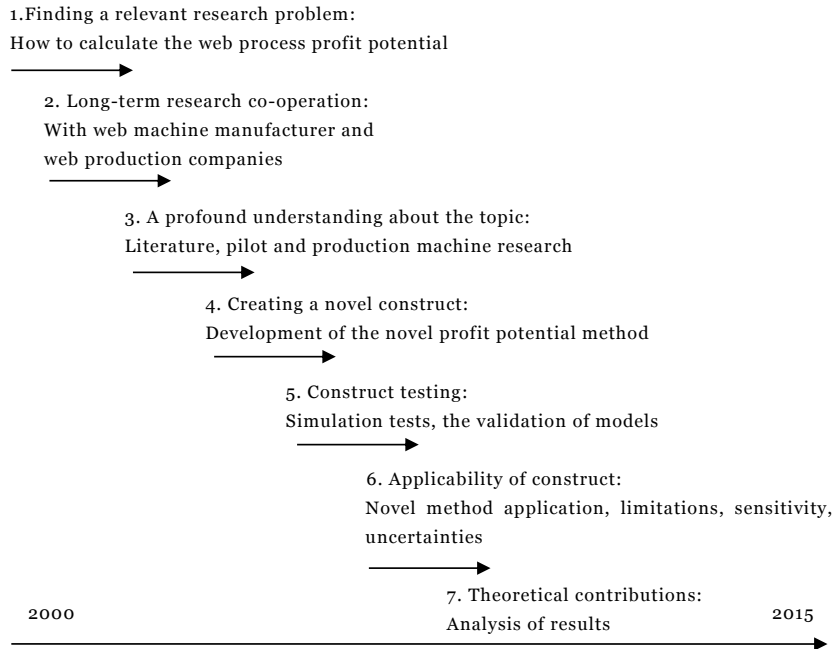 1.Finding a relevant research problem:
How to calculate the web process profit potential
2. Long-term research co-operation:
With web machine manufacturer and
web production companies
3. A profound understanding about the topic:
Literature, pilot and production machine research
4. Creating a novel construct:
Development of the novel profit potential method
5. Construct testing:
Simulation tests, the validation of models
6. Applicability of construct:
Novel method application, limitations, sensitivity,
uncertainties
7. Theoretical contributions:
Analysis of results
2000
2015